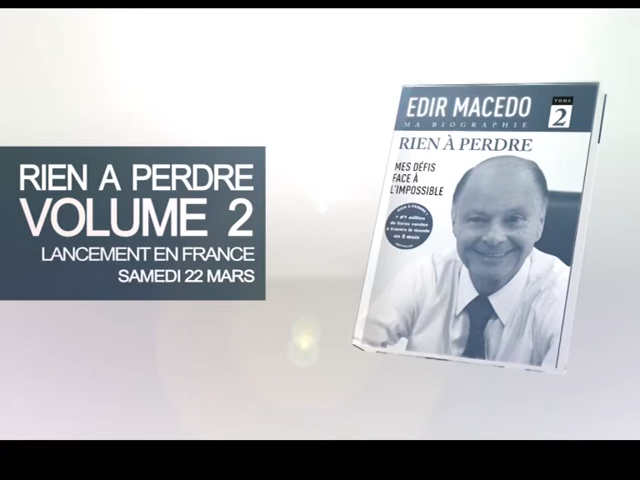 RIEN A PERDRE
VOLUME 2
LANCEMENT EN FRANCE
SAMEDI 22 MARS
EDIR MACEDO
MA BIOGRAPHIE
TOME
2
RIEN À PERDRE
MES DÉFIS
FACE À
L'IMPOSSIBLE